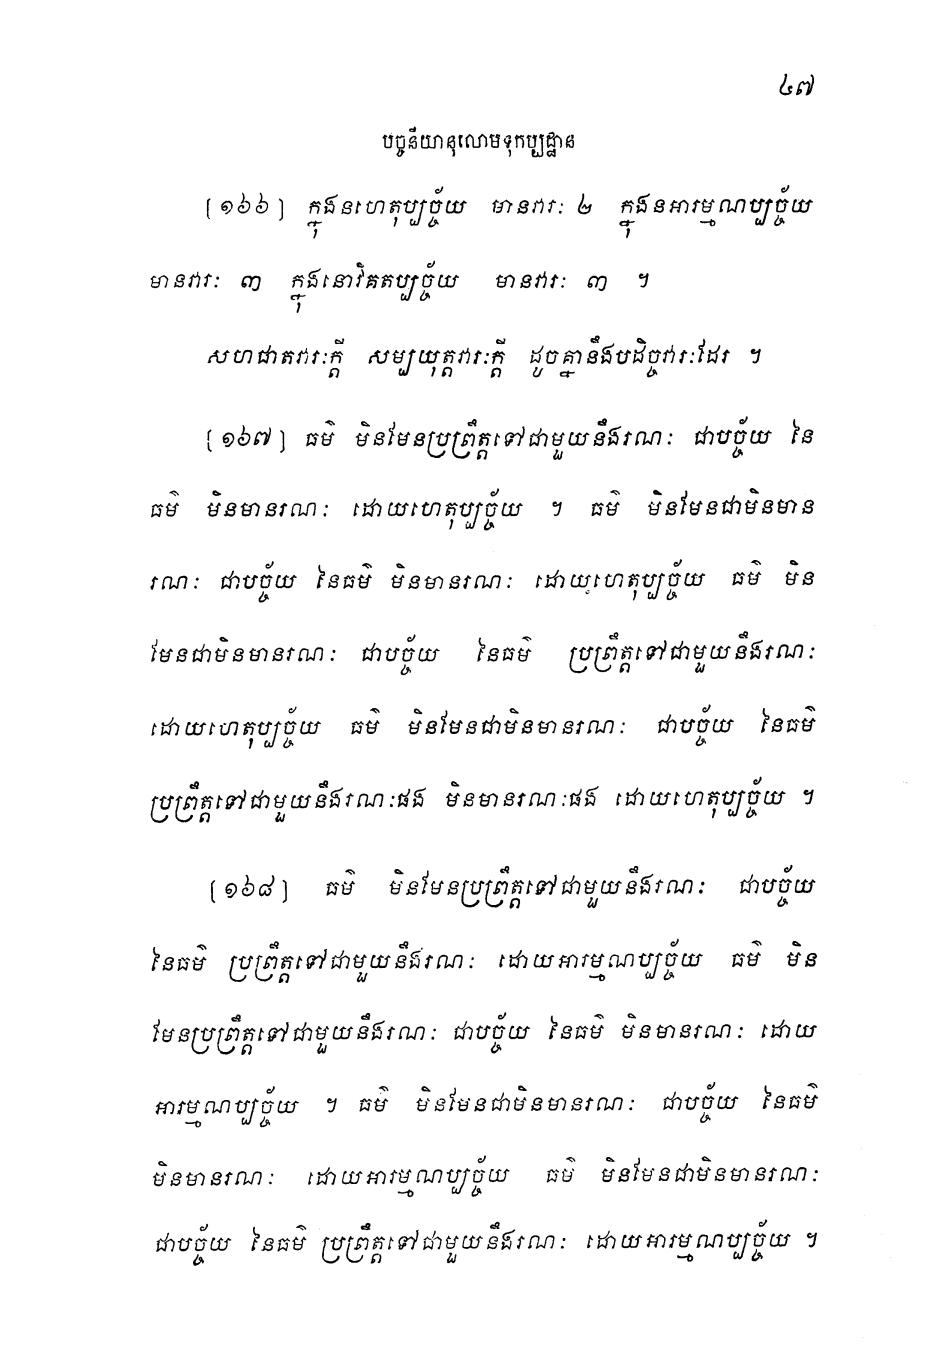 ៤៧
បច្ចនីយានុលោមទុកប្បដ្ឋាន
[១៦៦] ក្នុងនហេតុប្បច្ច័យ មានវារៈ ២ ក្នុងនអារម្មណប្បច្ច័យ
មានវារៈ ៣ ក្នុងនោវិគតប្បច្ច័យ មានវារៈ ៣ ។
សហជាតវារៈក្តី សម្បយុត្តវារៈក្តី ដូចគ្នានឹងបដិច្ចវារៈដែរ ។
[១៦៧] ធម៌ មិនមែនប្រព្រឹត្តទៅជាមួយនឹងរណៈ ជាបច្ច័យ នៃ
ធម៌ មិនមានរណៈ ដោយហេតុប្បច្ច័យ ។ ធម៌ មិនមែនជាមិនមាន
រណៈ ជាបច្ច័យ នៃធម៌ មិនមានរណៈ ដោយហេតុប្បច្ច័យ ធម៌ មិន
មែនជាមិនមានរណៈ ជាបច្ច័យ នៃធម៌ ប្រព្រឹត្តទៅជាមួយនឹងរណៈ
ដោយហេតុប្បច្ច័យ ធម៌ មិនមែនជាមិនមានរណៈ ជាបច្ច័យ នៃធម៌
ប្រព្រឹត្តទៅជាមួយនឹងរណៈផង មិនមានរណៈផង ដោយហេតុប្បច្ច័យ ។
[១៦៨] ធម៌ មិនមែនប្រព្រឹត្តទៅជាមួយនឹងរណៈ ជាបច្ច័យ
នៃធម៌ ប្រព្រឹត្តទៅជាមួយនឹងរណៈ ដោយអារម្មណប្បច្ច័យ ធម៌ មិន
មែនប្រព្រឹត្តទៅជាមួយនឹងរណៈ ជាបច្ច័យ នៃធម៌ មិនមានរណៈ ដោយ
អារម្មណប្បច្ច័យ ។ ធម៌ មិនមែនជាមិនមានរណៈ ជាបច្ច័យ នៃធម៌
មិនមានរណៈ ដោយអារម្មណប្បច្ច័យ ធម៌ មិនមែនជាមិនមានរណៈ
ជាបច្ច័យ នៃធម៌ ប្រព្រឹត្តទៅជាមួយនឹងរណៈ ដោយអារម្មណប្បច្ច័យ ។